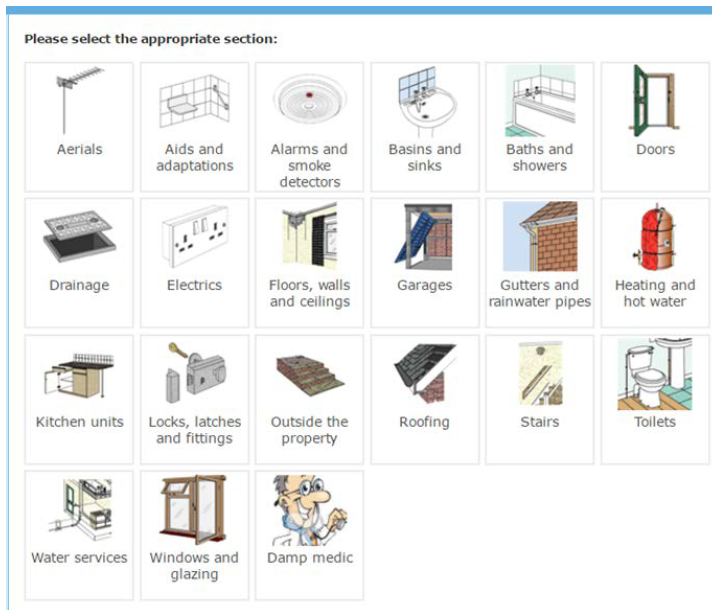 Please select the appropriate section:
Aerials
Aids and
adaptations
Alarms and
smoke
detectors
Basins and
sinks
Baths and
showers
Doors
Drainage
Electrics
Floors, walls
and ceilings
Garages
Gutters and
rainwater pipes
Heating and
hot water
Kitchen units
Locks, latches
and fittings
Outside the
property
Roofing
Stairs
Toilets
Water services
Windows and
glazing
Damp medic